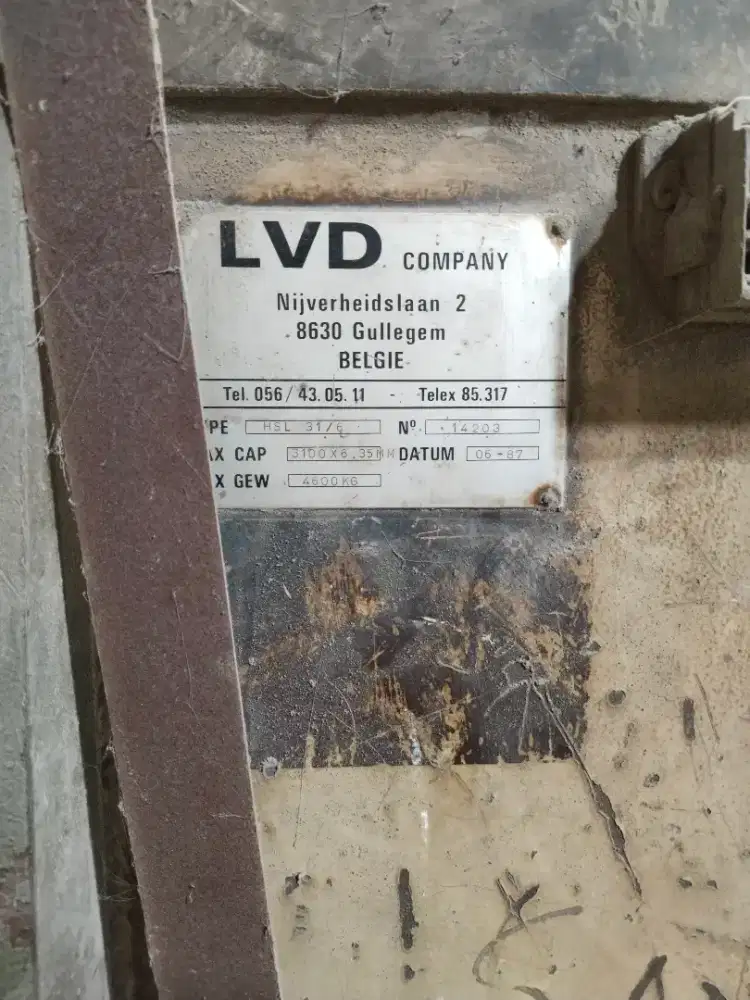 LVD COMPANY
Nijverheidslaan 2
8630 Gullegem
BELGIE
Tel. 056/43.05.11 - Telex 85.317
PE HSL 31/6 Nº 14203
AX CAP 3100X6,35MM DATUM 06-87
X GEW 4600KG